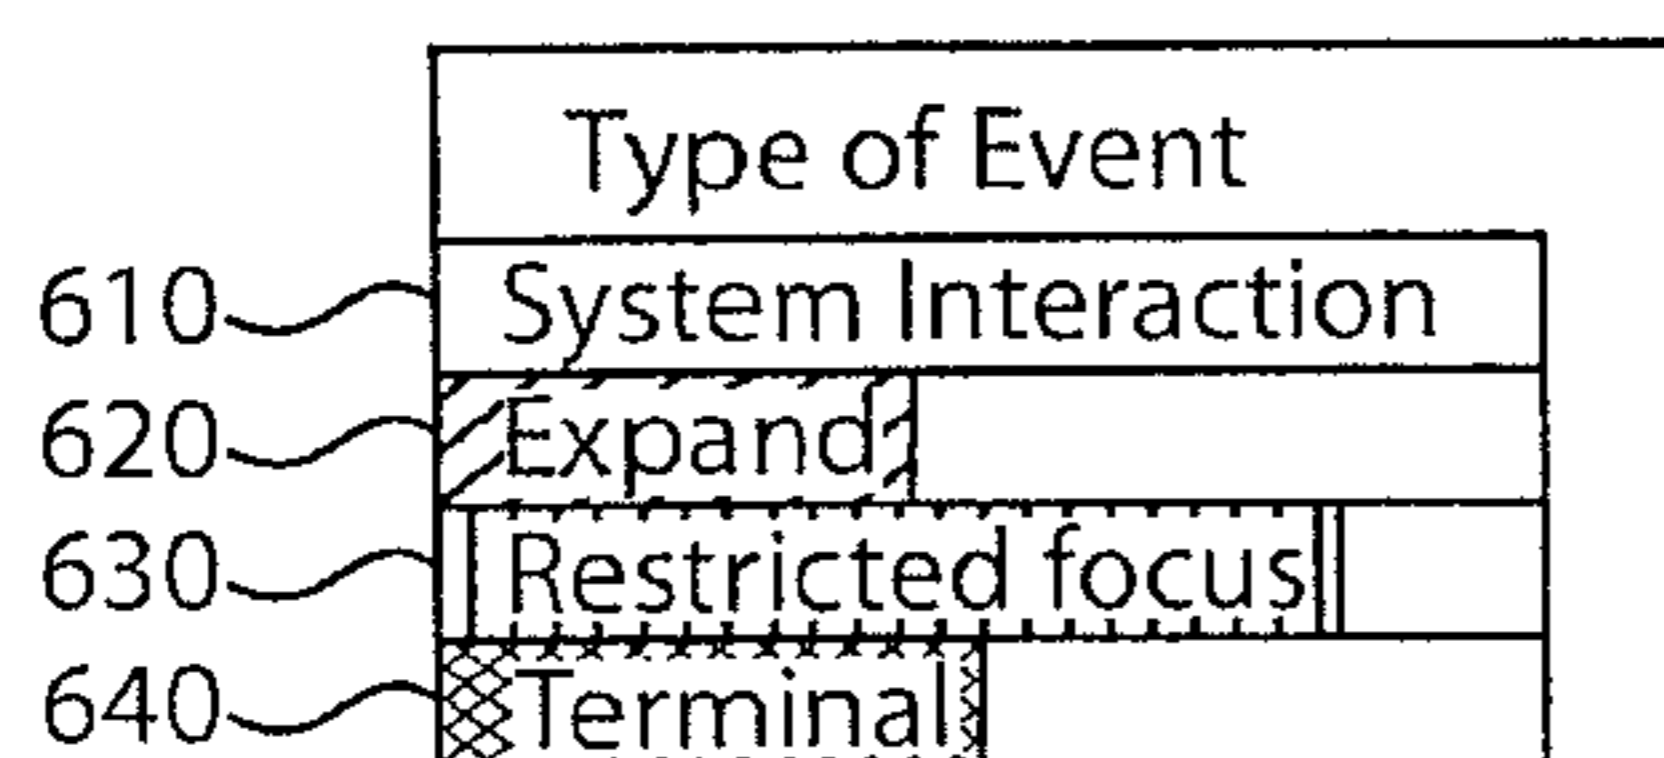 Type of Event
610 System Interaction
620 Expand
630 Restricted focus
640 Terminal